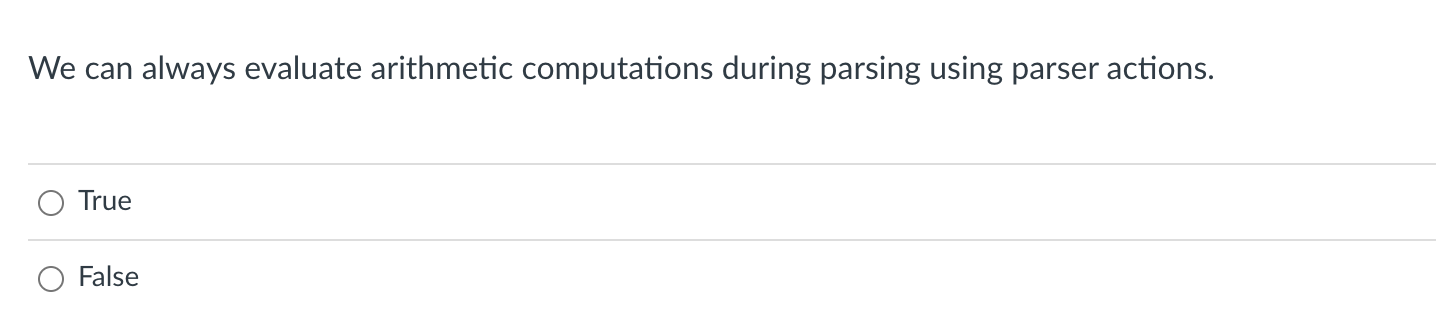 We can always evaluate arithmetic computations during parsing using parser actions.
True
False